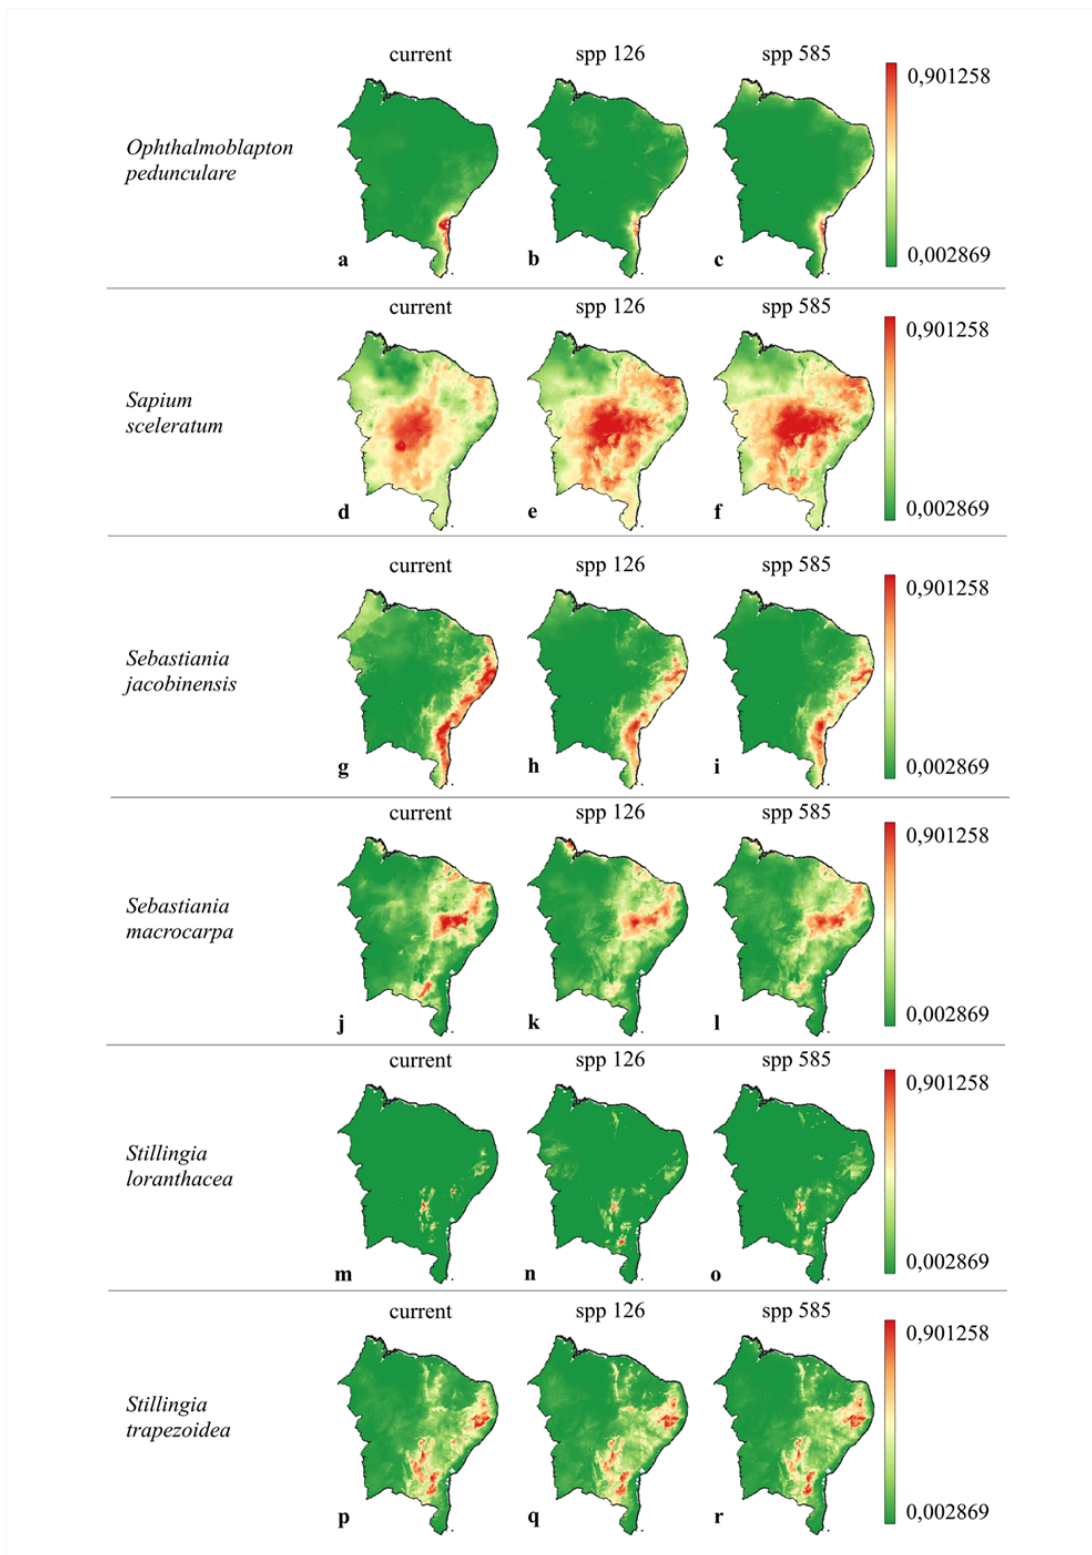 current spp 126 spp 585
0,901258
Ophthalmoblapton
pedunculare
0,002869
a b c
current spp 126 spp 585
0,901258
Sapium
sceleratum
0,002869
d e f
current spp 126 spp 585
0,901258
Sebastiania
jacobinensis
0,002869
g h i
current spp 126 spp 585
0,901258
Sebastiania
macrocarpa
0,002869
j k l
current spp 126 spp 585
0,901258
Stillingia
loranthacea
0,002869
m n o
current spp 126 spp 585
0,901258
Stillingia
trapezoidea
0,002869
p q r